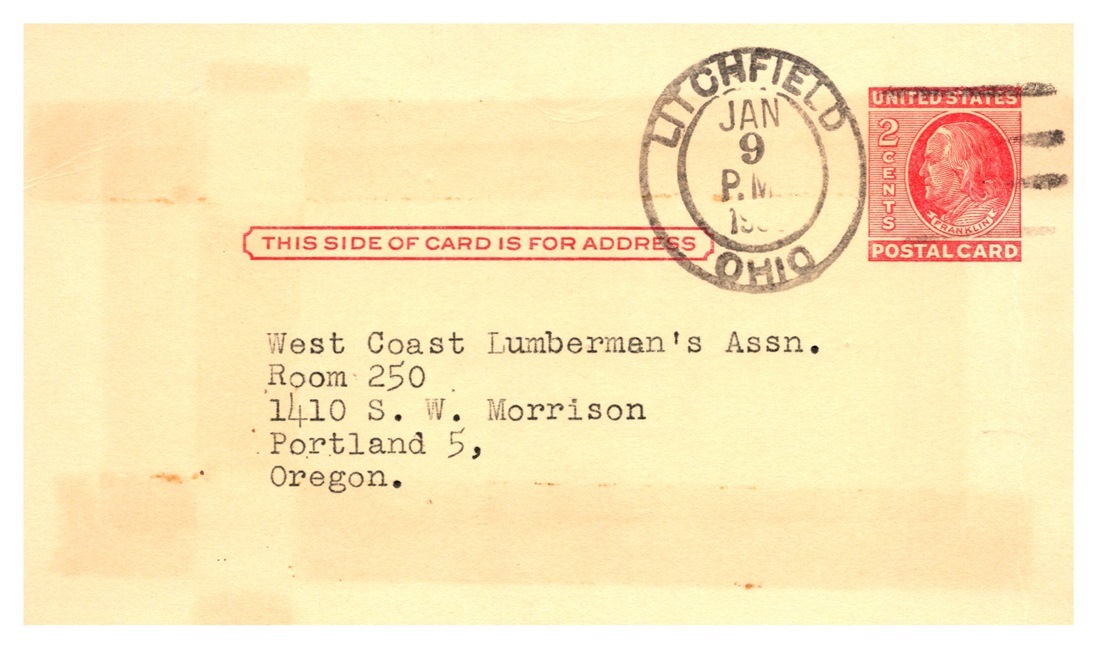 LITCHFIELD
JAN
9
P.M
OHIO
UNITED STATES
2
CENTS
FRANKLIN
POSTAL CARD
THIS SIDE OF CARD IS FOR ADDRESS
West Coast Lumberman's Assn.
Room 250
1410 S. W. Morrison
Portland 5,
Oregon.